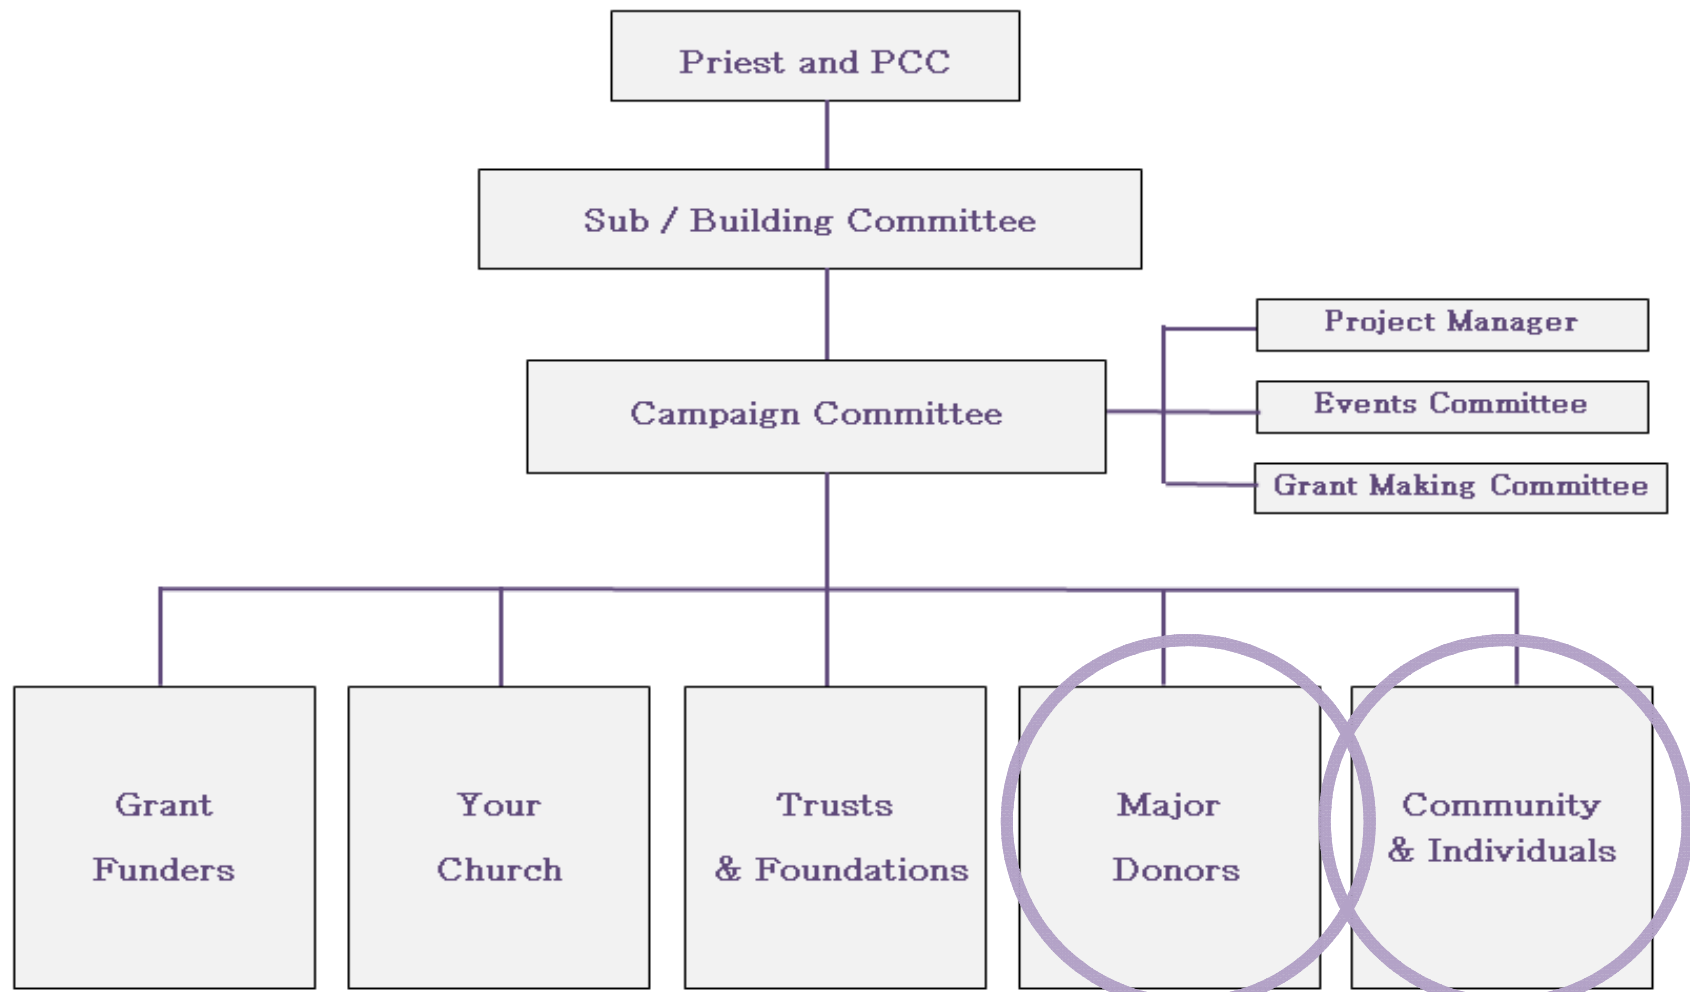 Priest and PCC
Sub / Building Committee
Project Manager
Events Committee
Campaign Committee
Grant Making Committee
Grant
Funders
Your
Church
Trusts
& Foundations
Major
Donors
Community
& Individuals